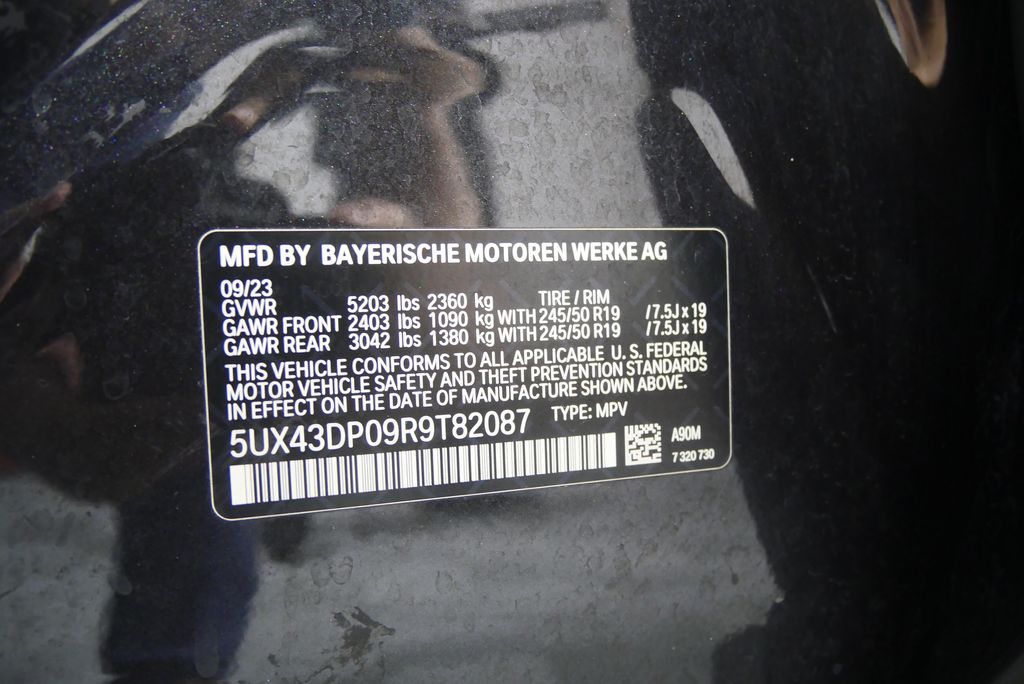 MFD BY BAYERISCHE MOTOREN WERKE AG
09/23
GVWR 5203 lbs 2360 kg TIRE / RIM
GAWR FRONT 2403 lbs 1090 kg WITH 245/50 R19 /7.5J x 19
GAWR REAR 3042 lbs 1380 kg WITH 245/50 R19 /7.5J x 19
THIS VEHICLE CONFORMS TO ALL APPLICABLE U.S. FEDERAL
MOTOR VEHICLE SAFETY AND THEFT PREVENTION STANDARDS
IN EFFECT ON THE DATE OF MANUFACTURE SHOWN ABOVE.
5UX43DP09R9T82087 TYPE: MPV
A90M
7 320 730